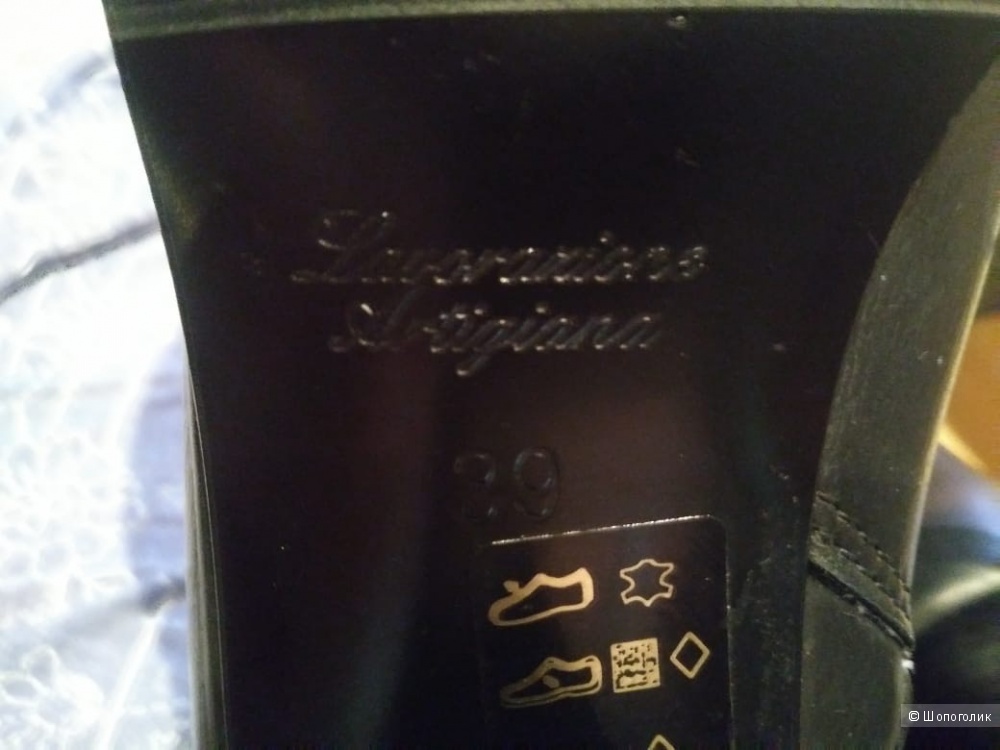 Lavorazione
Artigiana
39
© Шопоголик